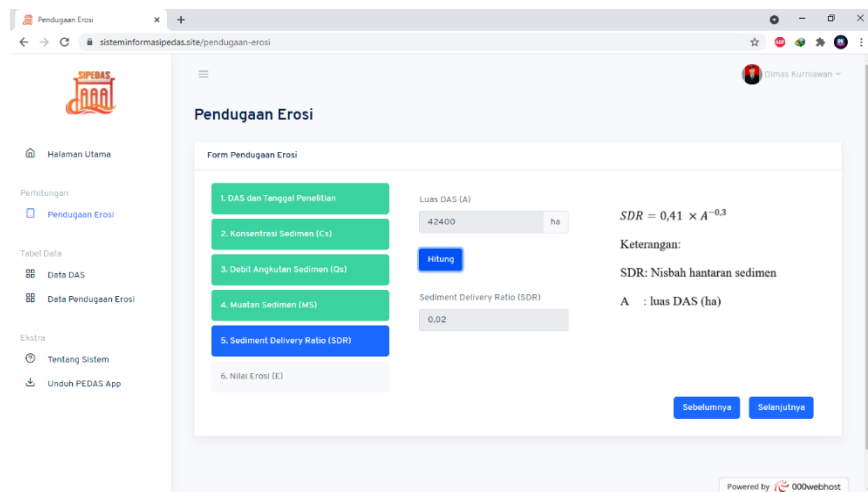 Pendugaan Erosi
sisteminformasipedas.site/pendugaan-erosi
SIPEDAS
Dimas Kurniawan
Pendugaan Erosi
Halaman Utama
Perhitungan
Pendugaan Erosi
Tabel Data
Data DAS
Data Pendugaan Erosi
Ekstra
Tentang Sistem
Unduh PEDAS App
Form Pendugaan Erosi
1. DAS dan Tanggal Penelitian
2. Konsentrasi Sedimen (Cs)
3. Debit Angkutan Sedimen (Qs)
4. Muatan Sedimen (MS)
5. Sediment Delivery Ratio (SDR)
6. Nilai Erosi (E)
Luas DAS (A)
42400 ha
Hitung
Sediment Delivery Ratio (SDR)
0,02
SDR = 0,41 × A^-0,3
Keterangan:
SDR: Nisbah hantaran sedimen
A : luas DAS (ha)
Sebelumnya Selanjutnya
Powered by 000webhost